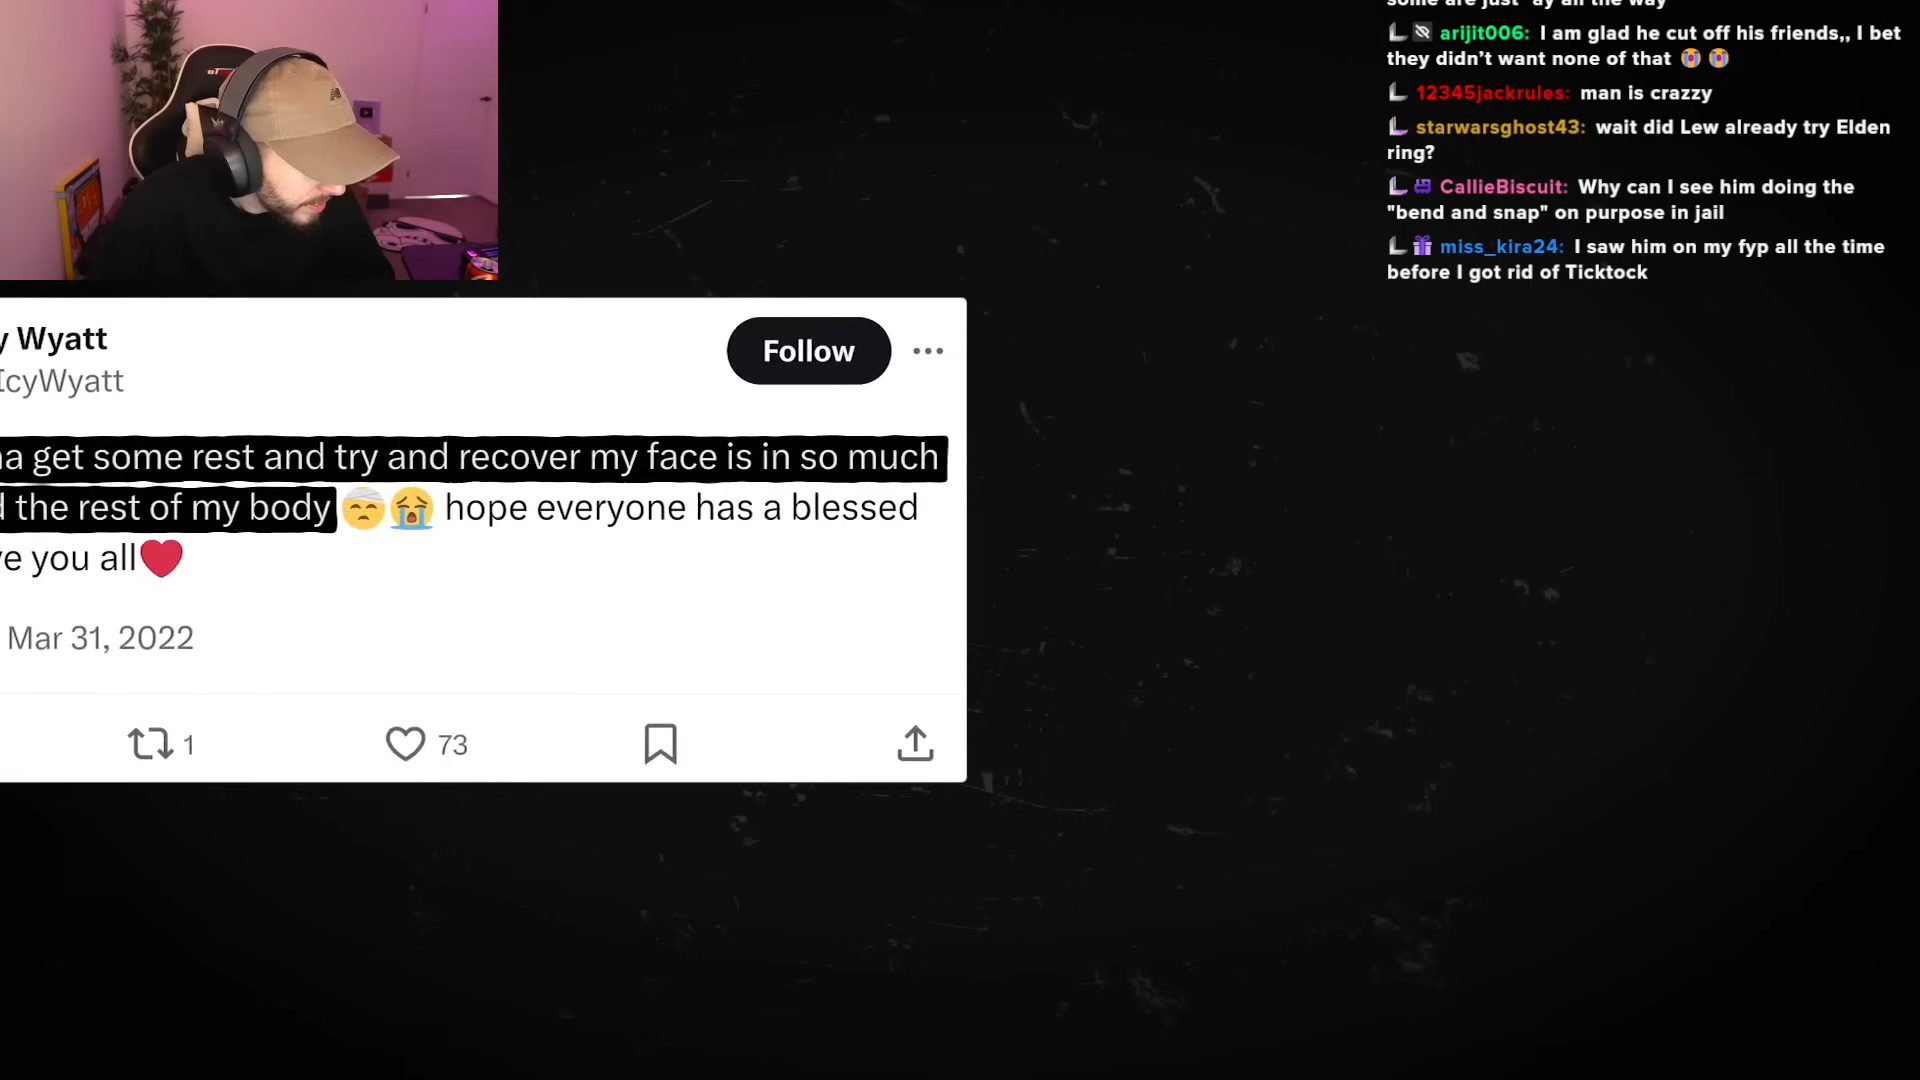 some are just "ay all the way
arijit006: I am glad he cut off his friends,, I bet
they didn't want none of that 😭 😭
12345jackrules: man is crazzy
starwarsghost43: wait did Lew already try Elden
ring?
CallieBiscuit: Why can I see him doing the
"bend and snap" on purpose in jail
miss_kira24: I saw him on my fyp all the time
before I got rid of Ticktock
y Wyatt
IcyWyatt
Follow
na get some rest and try and recover my face is in so much
d the rest of my body 🤕😭 hope everyone has a blessed
ve you all❤️
Mar 31, 2022
1
73